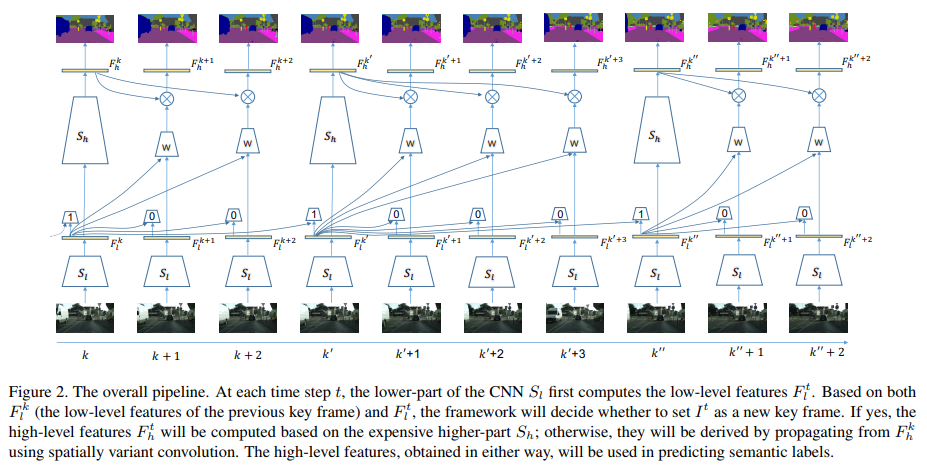 F_h^k F_h^{k+1} F_h^{k+2} F_h^{k'} F_h^{k'+1} F_h^{k'+2} F_h^{k'+3} F_h^{k''} F_h^{k''+1} F_h^{k''+2}
S_h S_h S_h
w w w w w w w
1 0 0 1 0 0 0 1 0 0
F_l^k F_l^{k+1} F_l^{k+2} F_l^{k'} F_l^{k'+1} F_l^{k'+2} F_l^{k'+3} F_l^{k''} F_l^{k''+1} F_l^{k''+2}
S_l S_l S_l S_l S_l S_l S_l S_l S_l S_l
k k + 1 k + 2 k' k'+1 k'+2 k'+3 k'' k'' + 1 k'' + 2
Figure 2. The overall pipeline. At each time step t, the lower-part of the CNN S_l first computes the low-level features F_l^t. Based on both
F_l^k (the low-level features of the previous key frame) and F_l^t, the framework will decide whether to set I^t as a new key frame. If yes, the
high-level features F_h^t will be computed based on the expensive higher-part S_h; otherwise, they will be derived by propagating from F_h^k
using spatially variant convolution. The high-level features, obtained in either way, will be used in predicting semantic labels.